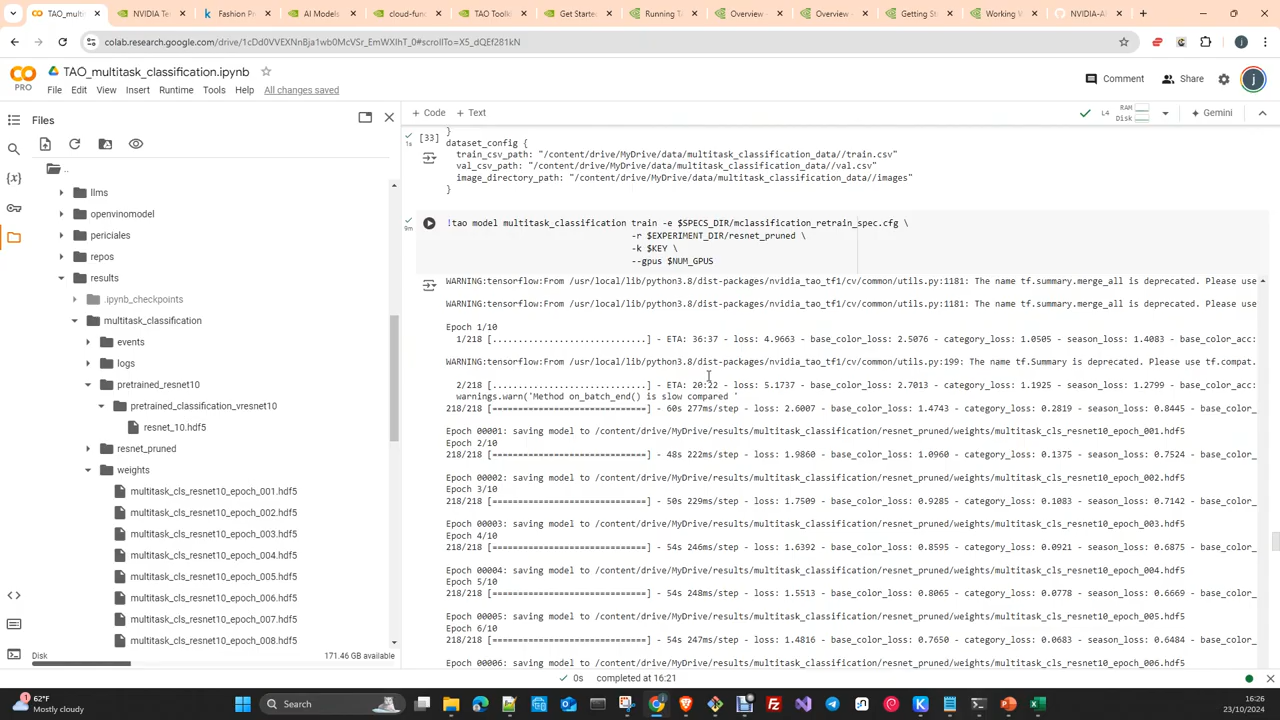 TAO_mult
NVIDIA Te
Fashion Pr
AI Models
cloud-fun
TAO Toolki
Get Starte
Running TA
Overview
Overview
Getting St
Working W
NVIDIA-AI
colab.research.google.com/drive/1cDd0VVEXNnBja1wb0McVSr_EmWXIhT_0#scrollTo=X5_dQEf281kN
TAO_multitask_classification.ipynb
Comment
Share
PRO
File Edit View Insert Runtime Tools Help All changes saved
Files
+ Code + Text
L4
RAM
Disk
Gemini
..
llms
openvinomodel
periciales
repos
results
.ipynb_checkpoints
multitask_classification
events
logs
pretrained_resnet10
pretrained_classification_vresnet10
resnet_10.hdf5
resnet_pruned
weights
multitask_cls_resnet10_epoch_001.hdf5
multitask_cls_resnet10_epoch_002.hdf5
multitask_cls_resnet10_epoch_003.hdf5
multitask_cls_resnet10_epoch_004.hdf5
multitask_cls_resnet10_epoch_005.hdf5
multitask_cls_resnet10_epoch_006.hdf5
multitask_cls_resnet10_epoch_007.hdf5
multitask_cls_resnet10_epoch_008.hdf5
Disk
171.46 GB available
[33]
1s
}
dataset_config {
train_csv_path: "/content/drive/MyDrive/data/multitask_classification_data//train.csv"
val_csv_path: "/content/drive/MyDrive/data/multitask_classification_data//val.csv"
image_directory_path: "/content/drive/MyDrive/data/multitask_classification_data//images"
}
9m
!tao model multitask_classification train -e $SPECS_DIR/mclassification_retrain_spec.cfg \
-r $EXPERIMENT_DIR/resnet_pruned \
-k $KEY \
--gpus $NUM_GPUS
WARNING:tensorflow:From /usr/local/lib/python3.8/dist-packages/nvidia_tao_tf1/cv/common/utils.py:1181: The name tf.summary.merge_all is deprecated. Please use
WARNING:tensorflow:From /usr/local/lib/python3.8/dist-packages/nvidia_tao_tf1/cv/common/utils.py:1181: The name tf.summary.merge_all is deprecated. Please use
Epoch 1/10
1/218 [..............................] - ETA: 36:37 - loss: 4.9663 - base_color_loss: 2.5076 - category_loss: 1.0505 - season_loss: 1.4083 - base_color_acc:
WARNING:tensorflow:From /usr/local/lib/python3.8/dist-packages/nvidia_tao_tf1/cv/common/utils.py:199: The name tf.Summary is deprecated. Please use tf.compat.
2/218 [..............................] - ETA: 20:22 - loss: 5.1737 - base_color_loss: 2.7013 - category_loss: 1.1925 - season_loss: 1.2799 - base_color_acc:
warnings.warn('Method on_batch_end() is slow compared '
218/218 [==============================] - 60s 277ms/step - loss: 2.6007 - base_color_loss: 1.4743 - category_loss: 0.2819 - season_loss: 0.8445 - base_color_
Epoch 00001: saving model to /content/drive/MyDrive/results/multitask_classification/resnet_pruned/weights/multitask_cls_resnet10_epoch_001.hdf5
Epoch 2/10
218/218 [==============================] - 48s 222ms/step - loss: 1.9860 - base_color_loss: 1.0960 - category_loss: 0.1375 - season_loss: 0.7524 - base_color_
Epoch 00002: saving model to /content/drive/MyDrive/results/multitask_classification/resnet_pruned/weights/multitask_cls_resnet10_epoch_002.hdf5
Epoch 3/10
218/218 [==============================] - 50s 229ms/step - loss: 1.7509 - base_color_loss: 0.9285 - category_loss: 0.1083 - season_loss: 0.7142 - base_color_
Epoch 00003: saving model to /content/drive/MyDrive/results/multitask_classification/resnet_pruned/weights/multitask_cls_resnet10_epoch_003.hdf5
Epoch 4/10
218/218 [==============================] - 54s 246ms/step - loss: 1.6392 - base_color_loss: 0.8595 - category_loss: 0.0921 - season_loss: 0.6875 - base_color_
Epoch 00004: saving model to /content/drive/MyDrive/results/multitask_classification/resnet_pruned/weights/multitask_cls_resnet10_epoch_004.hdf5
Epoch 5/10
218/218 [==============================] - 54s 248ms/step - loss: 1.5513 - base_color_loss: 0.8065 - category_loss: 0.0778 - season_loss: 0.6669 - base_color_
Epoch 00005: saving model to /content/drive/MyDrive/results/multitask_classification/resnet_pruned/weights/multitask_cls_resnet10_epoch_005.hdf5
Epoch 6/10
218/218 [==============================] - 54s 247ms/step - loss: 1.4816 - base_color_loss: 0.7650 - category_loss: 0.0683 - season_loss: 0.6484 - base_color_
Epoch 00006: saving model to /content/drive/MyDrive/results/multitask_classification/resnet_pruned/weights/multitask_cls_resnet10_epoch_006.hdf5
0s completed at 16:21
62°F
Mostly cloudy
Search
16:26
23/10/2024